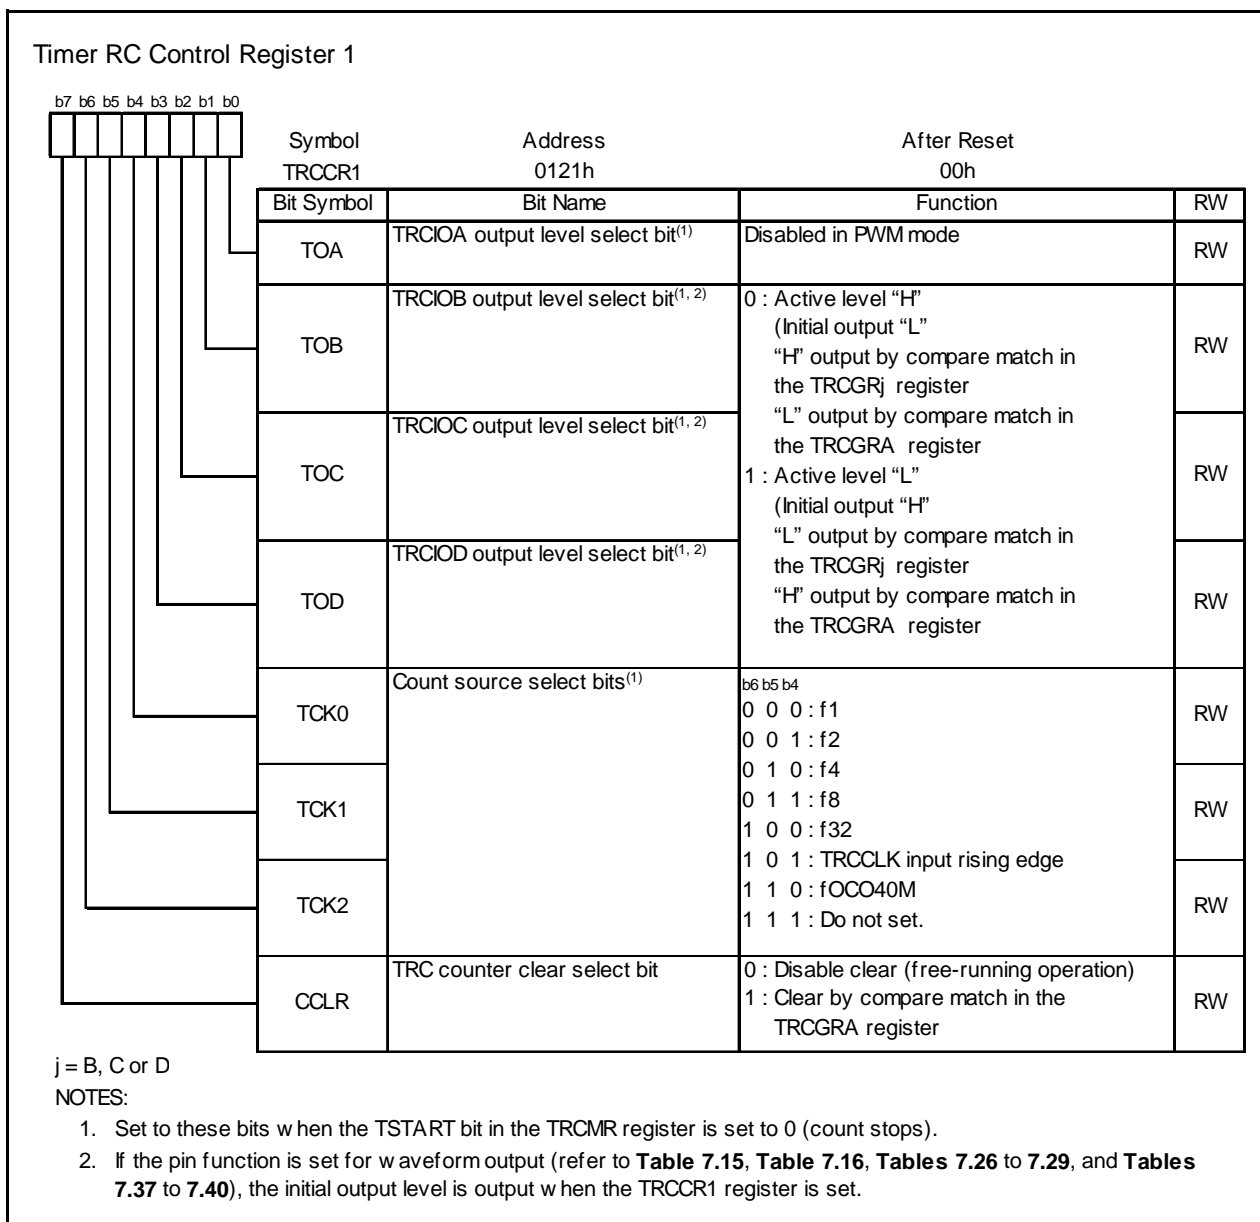 Timer RC Control Register 1
b7 b6 b5 b4 b3 b2 b1 b0
Symbol Address After Reset
TRCCR1 0121h 00h
Bit Symbol Bit Name Function RW
TOA TRCIOA output level select bit(1) Disabled in PWM mode RW
TOB TRCIOB output level select bit(1, 2) RW
0 : Active level “H”
(Initial output “L”
“H” output by compare match in
the TRCGRj register
“L” output by compare match in
the TRCGRA register
1 : Active level “L”
(Initial output “H”
“L” output by compare match in
the TRCGRj register
“H” output by compare match in
the TRCGRA register
TOC TRCIOC output level select bit(1, 2) RW
TOD TRCIOD output level select bit(1, 2) RW
TCK0 Count source select bits(1) RW
b6 b5 b4
0 0 0 : f1
0 0 1 : f2
0 1 0 : f4
0 1 1 : f8
1 0 0 : f32
1 0 1 : TRCCLK input rising edge
1 1 0 : fOCO40M
1 1 1 : Do not set.
TCK1 RW
TCK2 RW
CCLR TRC counter clear select bit RW
0 : Disable clear (free-running operation)
1 : Clear by compare match in the
TRCGRA register
j = B, C or D
NOTES:
1. Set to these bits when the TSTART bit in the TRCMR register is set to 0 (count stops).
2. If the pin function is set for waveform output (refer to Table 7.15, Table 7.16, Tables 7.26 to 7.29, and Tables
7.37 to 7.40), the initial output level is output when the TRCCR1 register is set.